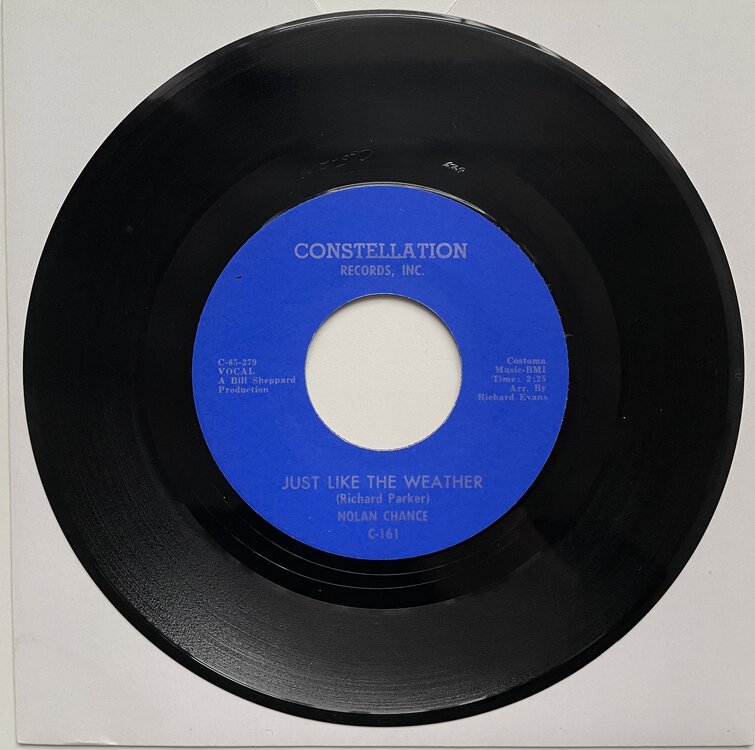 CONSTELLATION
RECORDS, INC.
C-65-279
VOCAL
A Bill Sheppard
Production
Costoma
Music-BMI
Time: 2:25
Arr. By
Richard Evans
JUST LIKE THE WEATHER
(Richard Parker)
NOLAN CHANCE
C-161